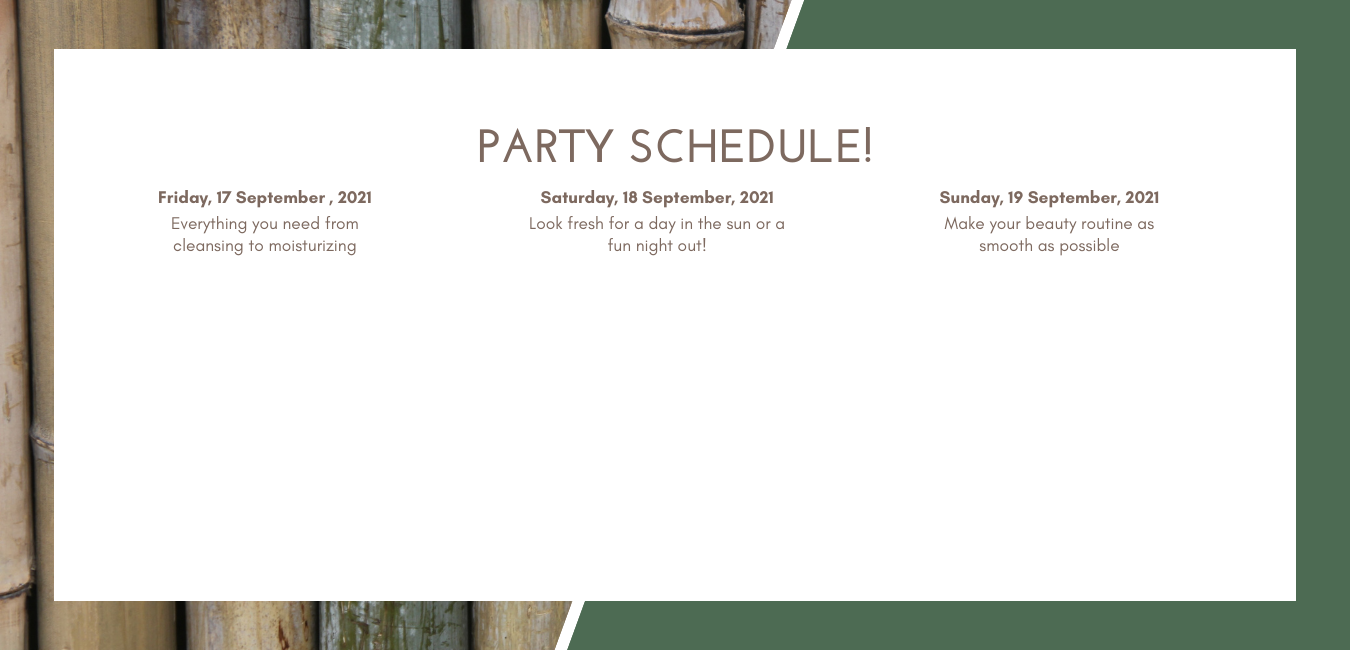 PARTY SCHEDULE!
Friday, 17 September , 2021
Everything you need from
cleansing to moisturizing
Saturday, 18 September, 2021
Look fresh for a day in the sun or a
fun night out!
Sunday, 19 September, 2021
Make your beauty routine as
smooth as possible